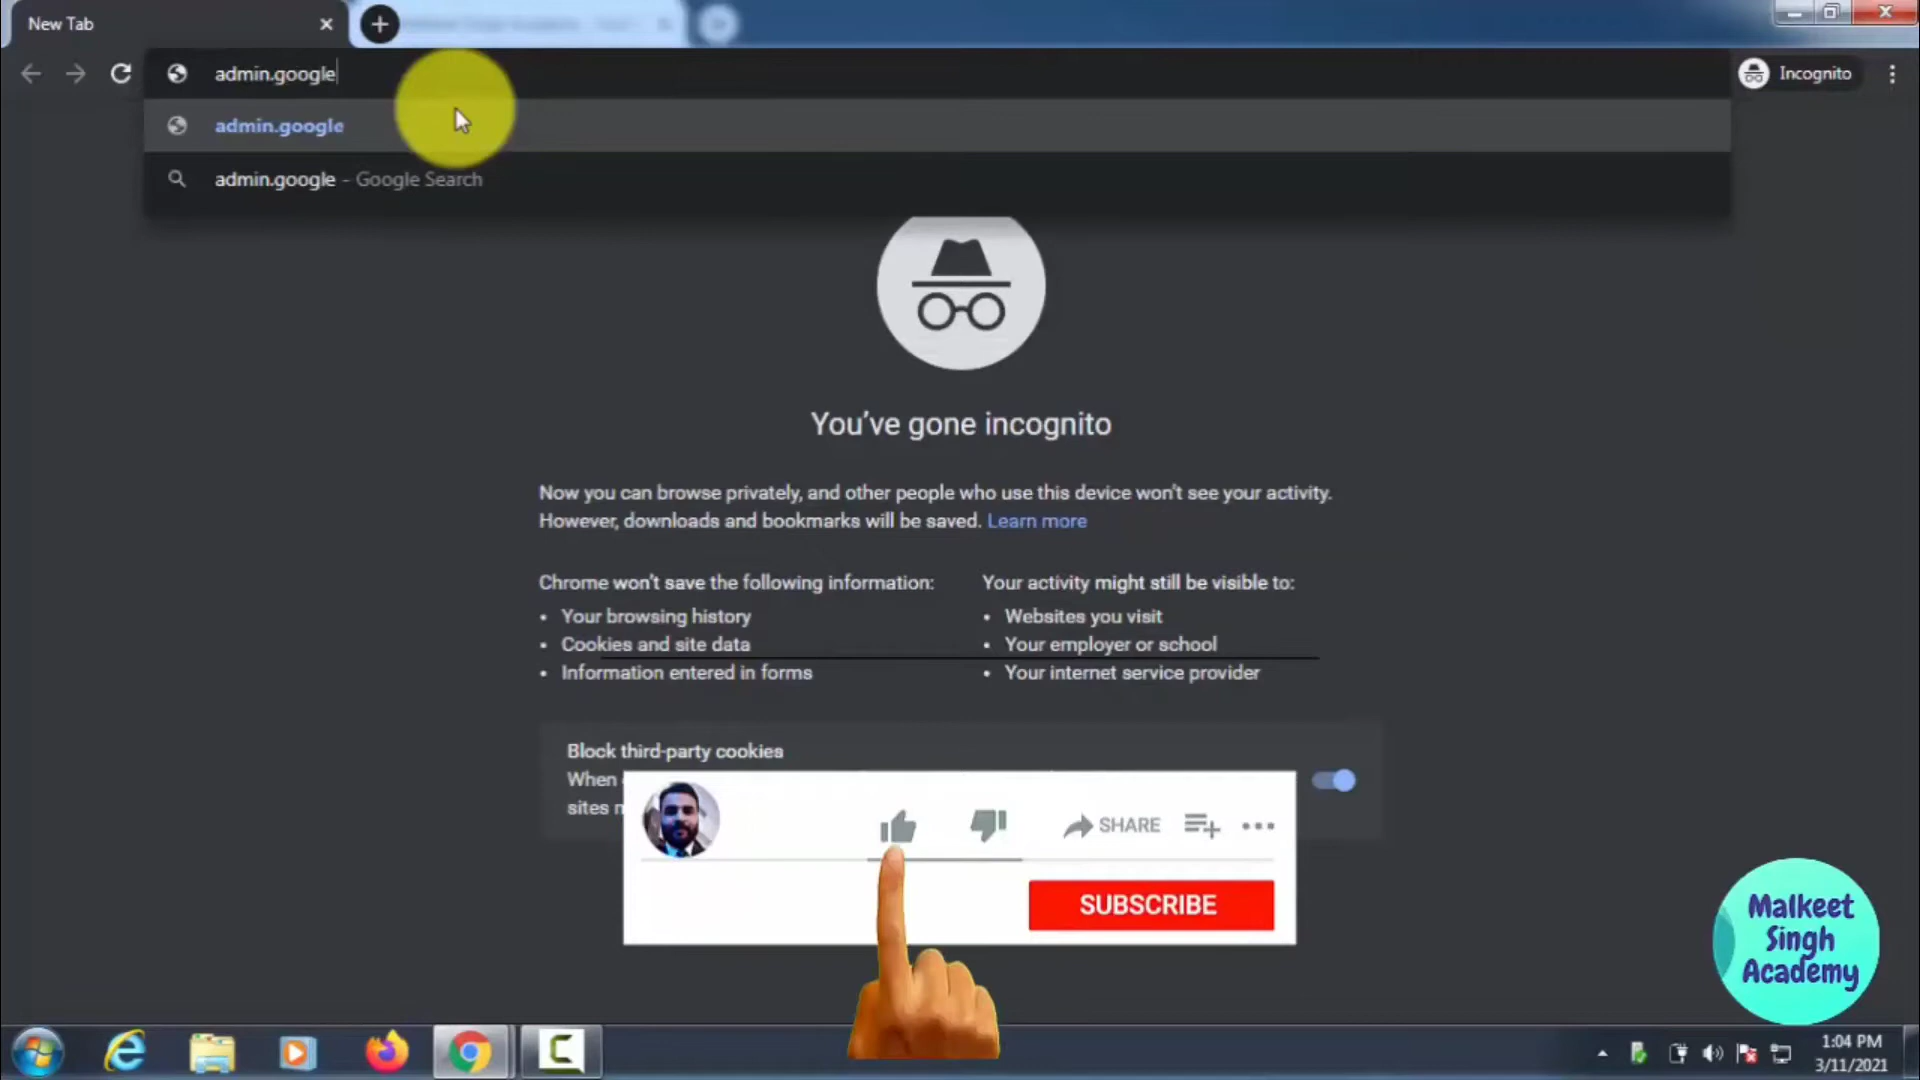 New Tab
admin.google
Incognito
admin.google
admin.google - Google Search
You've gone incognito
Now you can browse privately, and other people who use this device won't see your activity.
However, downloads and bookmarks will be saved. Learn more
Chrome won't save the following information:
• Your browsing history
• Cookies and site data
• Information entered in forms
Your activity might still be visible to:
• Websites you visit
• Your employer or school
• Your internet service provider
Block third-party cookies
When
sites
SHARE
SUBSCRIBE
Malkeet
Singh
Academy
1:04 PM
3/11/2021